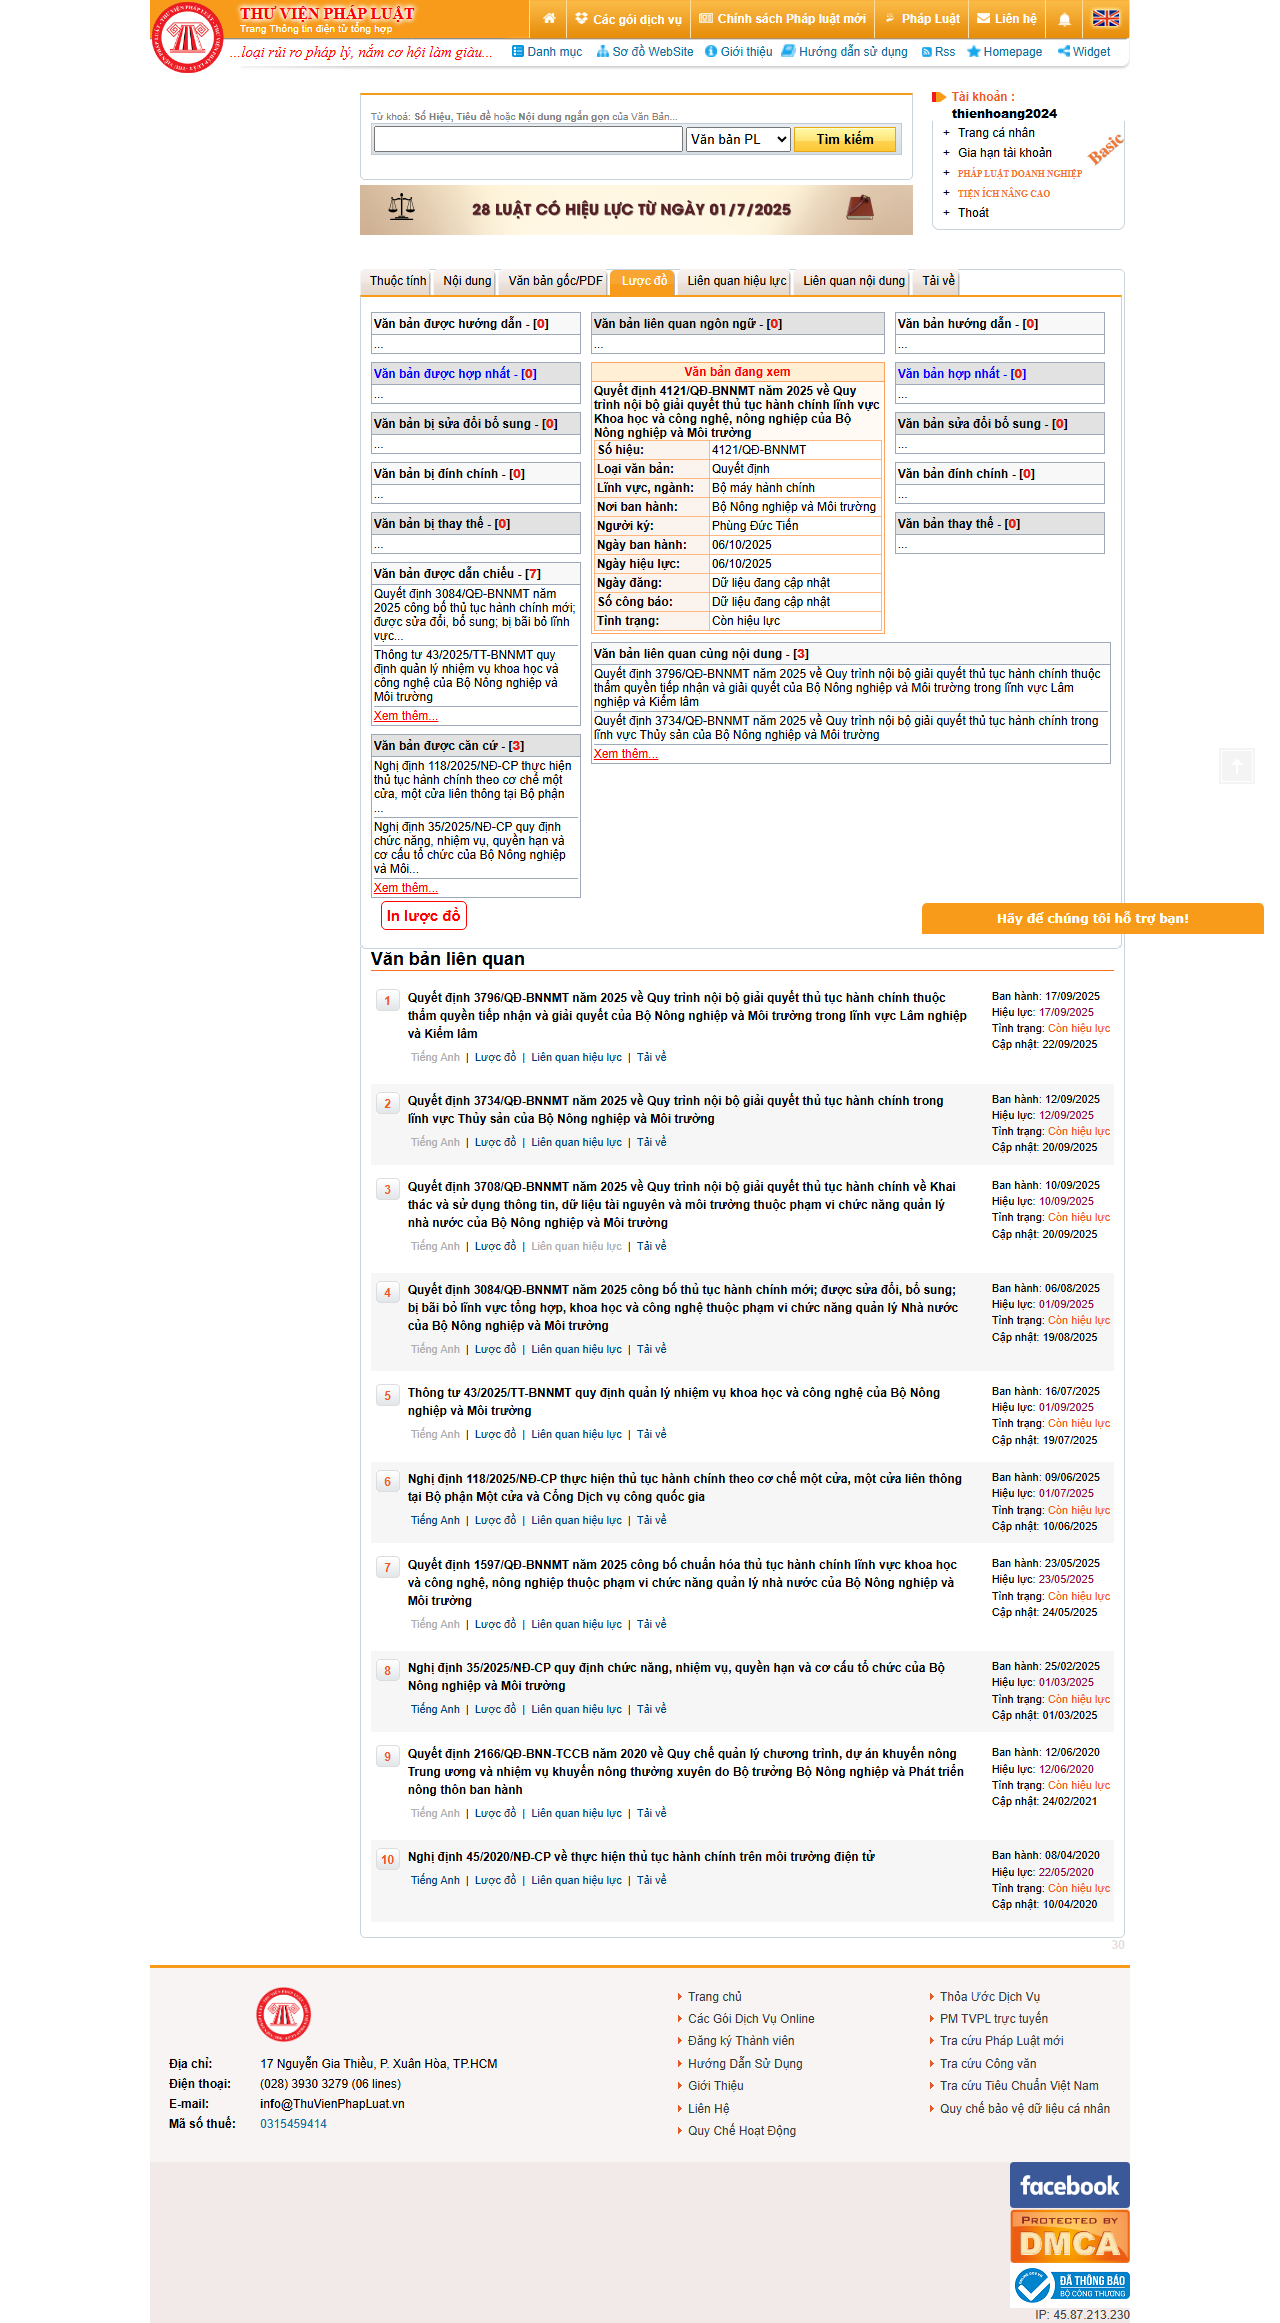 THƯ VIỆN PHÁP LUẬT
Trang Thông tin điện tử tổng hợp
Các gói dịch vụ
Chính sách Pháp luật mới
Pháp Luật
Liên hệ
...loại rủi ro pháp lý, nắm cơ hội làm giàu...
Danh mục
Sơ đồ WebSite
Giới thiệu
Hướng dẫn sử dụng
Rss
Homepage
Widget
Từ khoá: Số Hiệu, Tiêu đề hoặc Nội dung ngắn gọn của Văn Bản...
Văn bản PL
Tìm kiếm
28 LUẬT CÓ HIỆU LỰC TỪ NGÀY 01/7/2025
Tài khoản :
thienhoang2024
+ Trang cá nhân
+ Gia hạn tài khoản
+ PHÁP LUẬT DOANH NGHIỆP
+ TIỆN ÍCH NÂNG CAO
+ Thoát
Basic
Thuộc tính
Nội dung
Văn bản gốc/PDF
Lược đồ
Liên quan hiệu lực
Liên quan nội dung
Tải về
Văn bản được hướng dẫn - [0]
...
Văn bản được hợp nhất - [0]
...
Văn bản bị sửa đổi bổ sung - [0]
...
Văn bản bị đính chính - [0]
...
Văn bản bị thay thế - [0]
...
Văn bản được dẫn chiếu - [7]
Quyết định 3084/QĐ-BNNMT năm
2025 công bố thủ tục hành chính mới;
được sửa đổi, bổ sung; bị bãi bỏ lĩnh
vực...
Thông tư 43/2025/TT-BNNMT quy
định quản lý nhiệm vụ khoa học và
công nghệ của Bộ Nông nghiệp và
Môi trường
Xem thêm...
Văn bản được căn cứ - [3]
Nghị định 118/2025/NĐ-CP thực hiện
thủ tục hành chính theo cơ chế một
cửa, một cửa liên thông tại Bộ phận
...
Nghị định 35/2025/NĐ-CP quy định
chức năng, nhiệm vụ, quyền hạn và
cơ cấu tổ chức của Bộ Nông nghiệp
và Môi...
Xem thêm...
In lược đồ
Văn bản liên quan ngôn ngữ - [0]
...
Văn bản đang xem
Quyết định 4121/QĐ-BNNMT năm 2025 về Quy
trình nội bộ giải quyết thủ tục hành chính lĩnh vực
Khoa học và công nghệ, nông nghiệp của Bộ
Nông nghiệp và Môi trường
Số hiệu: 4121/QĐ-BNNMT
Loại văn bản: Quyết định
Lĩnh vực, ngành: Bộ máy hành chính
Nơi ban hành: Bộ Nông nghiệp và Môi trường
Người ký: Phùng Đức Tiến
Ngày ban hành: 06/10/2025
Ngày hiệu lực: 06/10/2025
Ngày đăng: Dữ liệu đang cập nhật
Số công báo: Dữ liệu đang cập nhật
Tình trạng: Còn hiệu lực
Văn bản hướng dẫn - [0]
...
Văn bản hợp nhất - [0]
...
Văn bản sửa đổi bổ sung - [0]
...
Văn bản đính chính - [0]
...
Văn bản thay thế - [0]
...
Văn bản liên quan cùng nội dung - [3]
Quyết định 3796/QĐ-BNNMT năm 2025 về Quy trình nội bộ giải quyết thủ tục hành chính thuộc
thẩm quyền tiếp nhận và giải quyết của Bộ Nông nghiệp và Môi trường trong lĩnh vực Lâm
nghiệp và Kiểm lâm
Quyết định 3734/QĐ-BNNMT năm 2025 về Quy trình nội bộ giải quyết thủ tục hành chính trong
lĩnh vực Thủy sản của Bộ Nông nghiệp và Môi trường
Xem thêm...
Hãy để chúng tôi hỗ trợ bạn!
Văn bản liên quan
1
Quyết định 3796/QĐ-BNNMT năm 2025 về Quy trình nội bộ giải quyết thủ tục hành chính thuộc
thẩm quyền tiếp nhận và giải quyết của Bộ Nông nghiệp và Môi trường trong lĩnh vực Lâm nghiệp
và Kiểm lâm
Tiếng Anh | Lược đồ | Liên quan hiệu lực | Tải về
Ban hành: 17/09/2025
Hiệu lực: 17/09/2025
Tình trạng: Còn hiệu lực
Cập nhật: 22/09/2025
2
Quyết định 3734/QĐ-BNNMT năm 2025 về Quy trình nội bộ giải quyết thủ tục hành chính trong
lĩnh vực Thủy sản của Bộ Nông nghiệp và Môi trường
Tiếng Anh | Lược đồ | Liên quan hiệu lực | Tải về
Ban hành: 12/09/2025
Hiệu lực: 12/09/2025
Tình trạng: Còn hiệu lực
Cập nhật: 20/09/2025
3
Quyết định 3708/QĐ-BNNMT năm 2025 về Quy trình nội bộ giải quyết thủ tục hành chính về Khai
thác và sử dụng thông tin, dữ liệu tài nguyên và môi trường thuộc phạm vi chức năng quản lý
nhà nước của Bộ Nông nghiệp và Môi trường
Tiếng Anh | Lược đồ | Liên quan hiệu lực | Tải về
Ban hành: 10/09/2025
Hiệu lực: 10/09/2025
Tình trạng: Còn hiệu lực
Cập nhật: 20/09/2025
4
Quyết định 3084/QĐ-BNNMT năm 2025 công bố thủ tục hành chính mới; được sửa đổi, bổ sung;
bị bãi bỏ lĩnh vực tổng hợp, khoa học và công nghệ thuộc phạm vi chức năng quản lý Nhà nước
của Bộ Nông nghiệp và Môi trường
Tiếng Anh | Lược đồ | Liên quan hiệu lực | Tải về
Ban hành: 06/08/2025
Hiệu lực: 01/09/2025
Tình trạng: Còn hiệu lực
Cập nhật: 19/08/2025
5
Thông tư 43/2025/TT-BNNMT quy định quản lý nhiệm vụ khoa học và công nghệ của Bộ Nông
nghiệp và Môi trường
Tiếng Anh | Lược đồ | Liên quan hiệu lực | Tải về
Ban hành: 16/07/2025
Hiệu lực: 01/09/2025
Tình trạng: Còn hiệu lực
Cập nhật: 19/07/2025
6
Nghị định 118/2025/NĐ-CP thực hiện thủ tục hành chính theo cơ chế một cửa, một cửa liên thông
tại Bộ phận Một cửa và Cổng Dịch vụ công quốc gia
Tiếng Anh | Lược đồ | Liên quan hiệu lực | Tải về
Ban hành: 09/06/2025
Hiệu lực: 01/07/2025
Tình trạng: Còn hiệu lực
Cập nhật: 10/06/2025
7
Quyết định 1597/QĐ-BNNMT năm 2025 công bố chuẩn hóa thủ tục hành chính lĩnh vực khoa học
và công nghệ, nông nghiệp thuộc phạm vi chức năng quản lý nhà nước của Bộ Nông nghiệp và
Môi trường
Tiếng Anh | Lược đồ | Liên quan hiệu lực | Tải về
Ban hành: 23/05/2025
Hiệu lực: 23/05/2025
Tình trạng: Còn hiệu lực
Cập nhật: 24/05/2025
8
Nghị định 35/2025/NĐ-CP quy định chức năng, nhiệm vụ, quyền hạn và cơ cấu tổ chức của Bộ
Nông nghiệp và Môi trường
Tiếng Anh | Lược đồ | Liên quan hiệu lực | Tải về
Ban hành: 25/02/2025
Hiệu lực: 01/03/2025
Tình trạng: Còn hiệu lực
Cập nhật: 01/03/2025
9
Quyết định 2166/QĐ-BNN-TCCB năm 2020 về Quy chế quản lý chương trình, dự án khuyến nông
Trung ương và nhiệm vụ khuyến nông thường xuyên do Bộ trưởng Bộ Nông nghiệp và Phát triển
nông thôn ban hành
Tiếng Anh | Lược đồ | Liên quan hiệu lực | Tải về
Ban hành: 12/06/2020
Hiệu lực: 12/06/2020
Tình trạng: Còn hiệu lực
Cập nhật: 24/02/2021
10
Nghị định 45/2020/NĐ-CP về thực hiện thủ tục hành chính trên môi trường điện tử
Tiếng Anh | Lược đồ | Liên quan hiệu lực | Tải về
Ban hành: 08/04/2020
Hiệu lực: 22/05/2020
Tình trạng: Còn hiệu lực
Cập nhật: 10/04/2020
30
Địa chỉ: 17 Nguyễn Gia Thiều, P. Xuân Hòa, TP.HCM
Điện thoại: (028) 3930 3279 (06 lines)
E-mail: info@ThuVienPhapLuat.vn
Mã số thuế: 0315459414
Trang chủ
Các Gói Dịch Vụ Online
Đăng ký Thành viên
Hướng Dẫn Sử Dụng
Giới Thiệu
Liên Hệ
Quy Chế Hoạt Động
Thỏa Ước Dịch Vụ
PM TVPL trực tuyến
Tra cứu Pháp Luật mới
Tra cứu Công văn
Tra cứu Tiêu Chuẩn Việt Nam
Quy chế bảo vệ dữ liệu cá nhân
facebook
PROTECTED BY
DMCA
ĐÃ THÔNG BÁO
BỘ CÔNG THƯƠNG
IP: 45.87.213.230